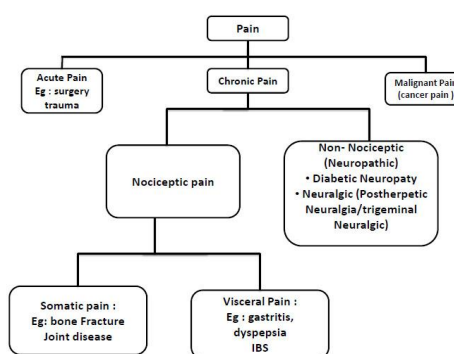 Pain
Acute Pain
Eg : surgery
trauma
Chronic Pain
Malignant Pain
(cancer pain )
Nociceptic pain
Non- Nociceptic
(Neuropathic)
• Diabetic Neuropaty
• Neuralgic (Postherpetic
Neuralgia/trigeminal
Neuralgic)
Somatic pain :
Eg: bone Fracture
Joint disease
Visceral Pain :
Eg : gastritis,
dyspepsia
IBS